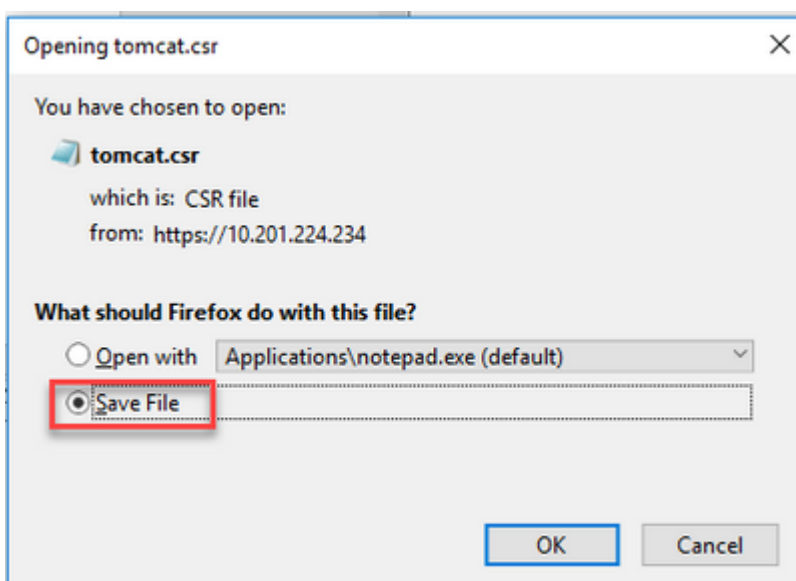 Opening tomcat.csr
You have chosen to open:
tomcat.csr
which is: CSR file
from: https://10.201.224.234
What should Firefox do with this file?
Open with Applications\notepad.exe (default)
Save File
OK Cancel